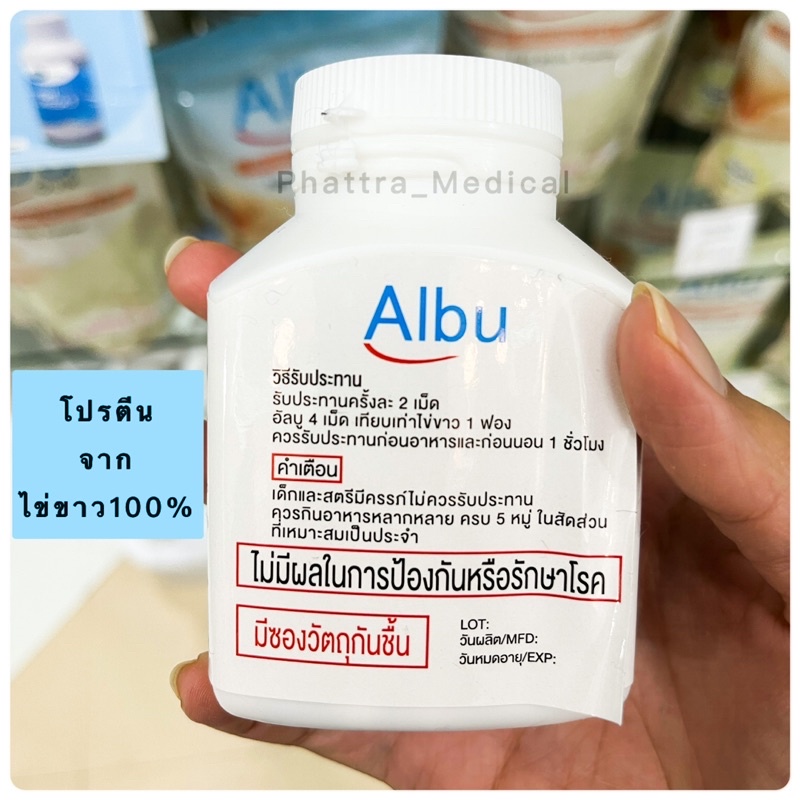 Albu
Phattra_Medical
Albu
Albu
โปรตีน
จาก
ไข่ขาว100%
วิธีรับประทาน
รับประทานครั้งละ 2 เม็ด
อัลบู 4 เม็ด เทียบเท่าไข่ขาว 1 ฟอง
ควรรับประทานก่อนอาหารและก่อนนอน 1 ชั่วโมง
คำเตือน
เด็กและสตรีมีครรภ์ไม่ควรรับประทาน
ควรกินอาหารหลากหลาย ครบ 5 หมู่ ในสัดส่วน
ที่เหมาะสมเป็นประจำ
ไม่มีผลในการป้องกันหรือรักษาโรค
มีซองวัตถุกันชื้น
LOT:
วันผลิต/MFD:
วันหมดอายุ/EXP: